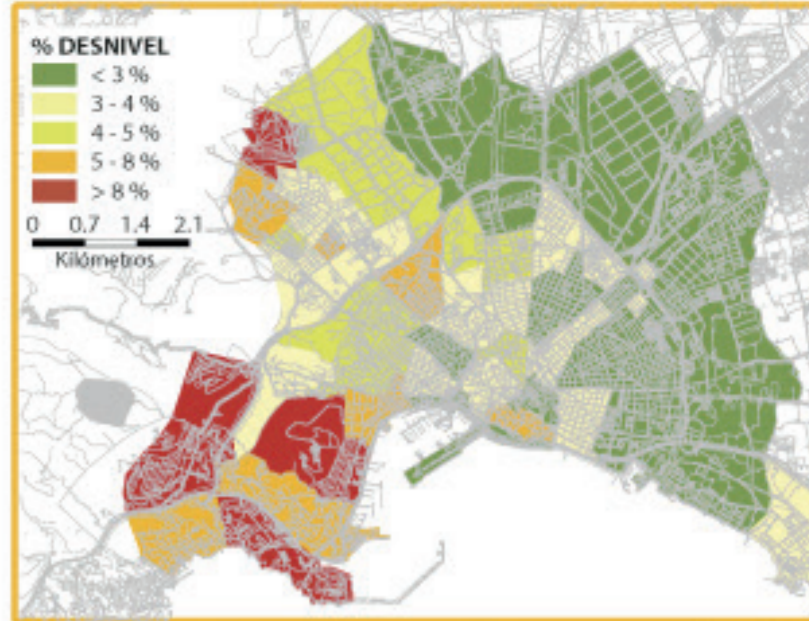 % DESNIVEL
< 3 %
3 - 4 %
4 - 5 %
5 - 8 %
> 8 %
0 0.7 1.4 2.1
Kilómetros